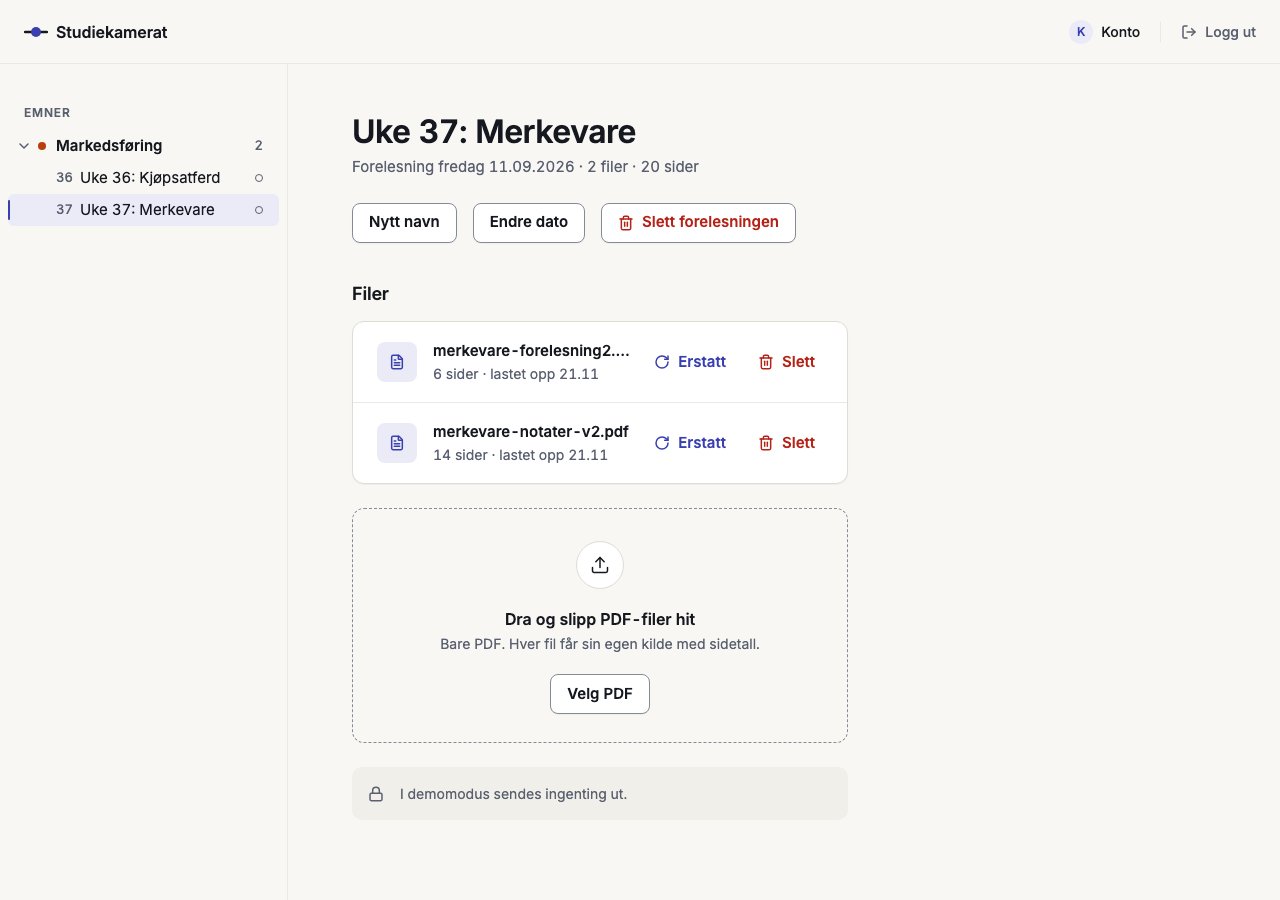 Studiekamerat
K Konto
Logg ut
EMNER
Markedsføring 2
36 Uke 36: Kjøpsatferd
37 Uke 37: Merkevare
Uke 37: Merkevare
Forelesning fredag 11.09.2026 · 2 filer · 20 sider
Nytt navn
Endre dato
Slett forelesningen
Filer
merkevare-forelesning2....
6 sider · lastet opp 21.11
Erstatt
Slett
merkevare-notater-v2.pdf
14 sider · lastet opp 21.11
Erstatt
Slett
Dra og slipp PDF-filer hit
Bare PDF. Hver fil får sin egen kilde med sidetall.
Velg PDF
I demomodus sendes ingenting ut.